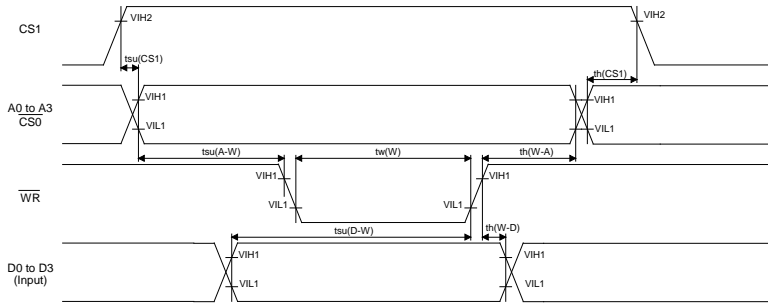 CS1
VIH2
VIH2
tsu(CS1)
th(CS1)
A0 to A3
CS0
VIH1
VIH1
VIL1
VIL1
tsu(A-W)
tw(W)
th(W-A)
WR
VIH1
VIH1
VIL1
VIL1
tsu(D-W)
th(W-D)
D0 to D3
(Input)
VIH1
VIH1
VIL1
VIL1